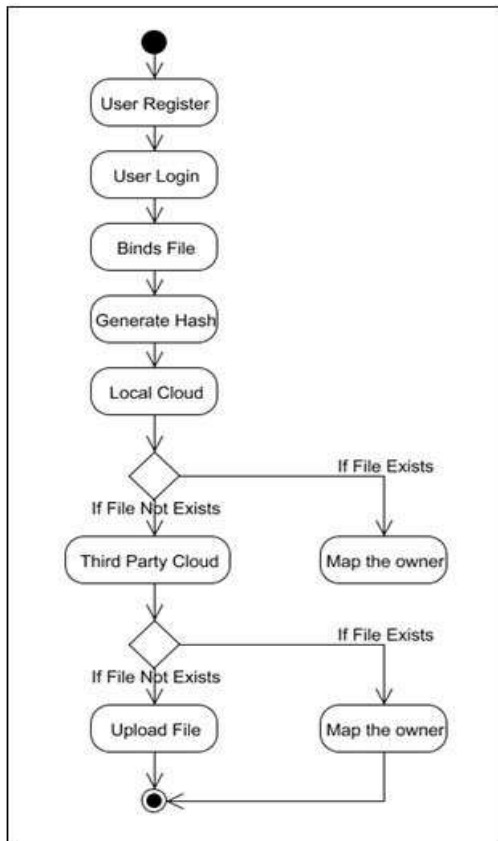 User Register
User Login
Binds File
Generate Hash
Local Cloud
If File Exists
If File Not Exists
Third Party Cloud
Map the owner
If File Exists
If File Not Exists
Upload File
Map the owner